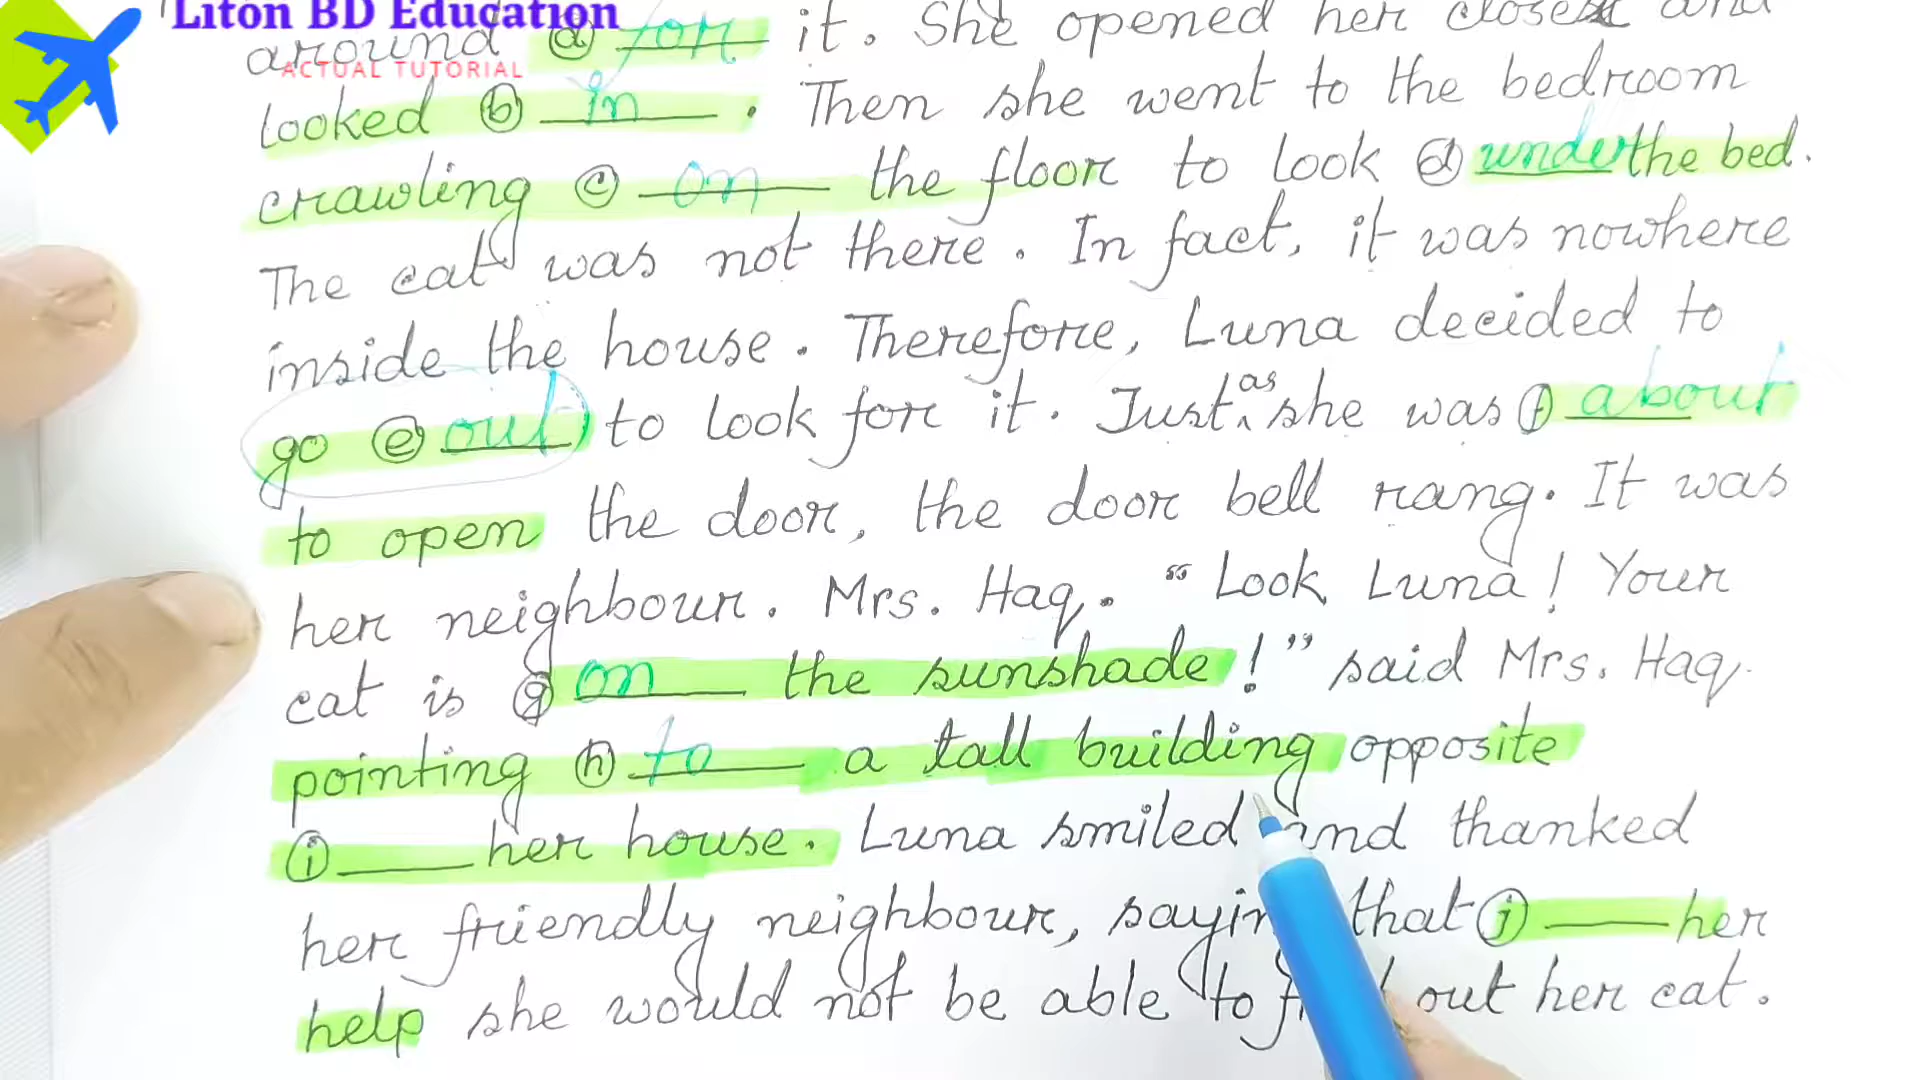 Liton BD Education
ACTUAL TUTORIAL
around (a) for it. She opened her closet and
looked (b) in . Then she went to the bedroom
crawling (c) on the floor to look (d) under the bed.
The cat was not there. In fact, it was nowhere
inside the house. Therefore, Luna decided to
go (e) out to look for it. Just as she was (f) about
to open the door, the door bell rang. It was
her neighbour. Mrs. Haq. “Look Luna! Your
cat is (g) on the sunshade!” said Mrs. Haq.
pointing (h) to a tall building opposite
(i) ____ her house. Luna smiled and thanked
her friendly neighbour, saying that (j) ____ her
help she would not be able to out her cat.